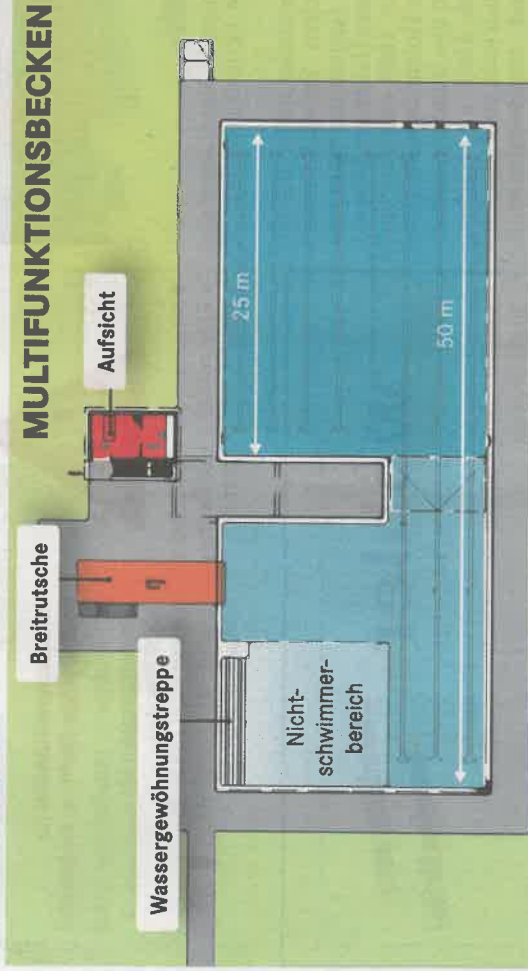 MULTIFUNKTIONSBECKEN
Aufsicht
Breitrutsche
Wassergewöhnungstreppe
Nicht-
schwimmer-
bereich
25 m
50 m